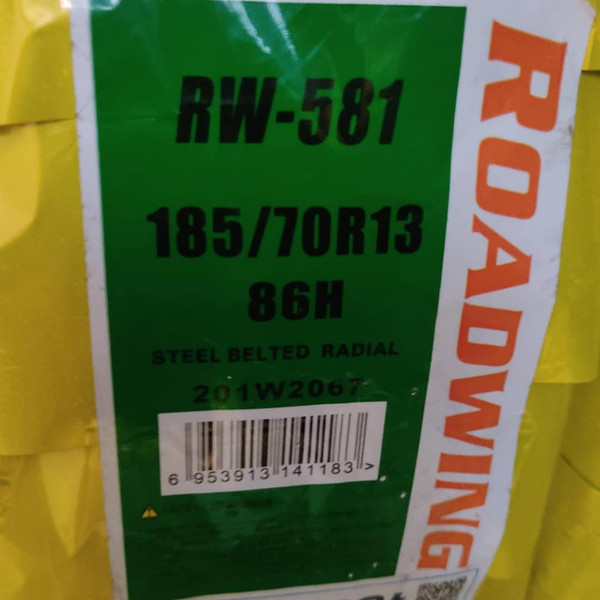 RW-581
185/70R13
86H
STEEL BELTED RADIAL
201W2067
6 953913 141183 >
ROADWING